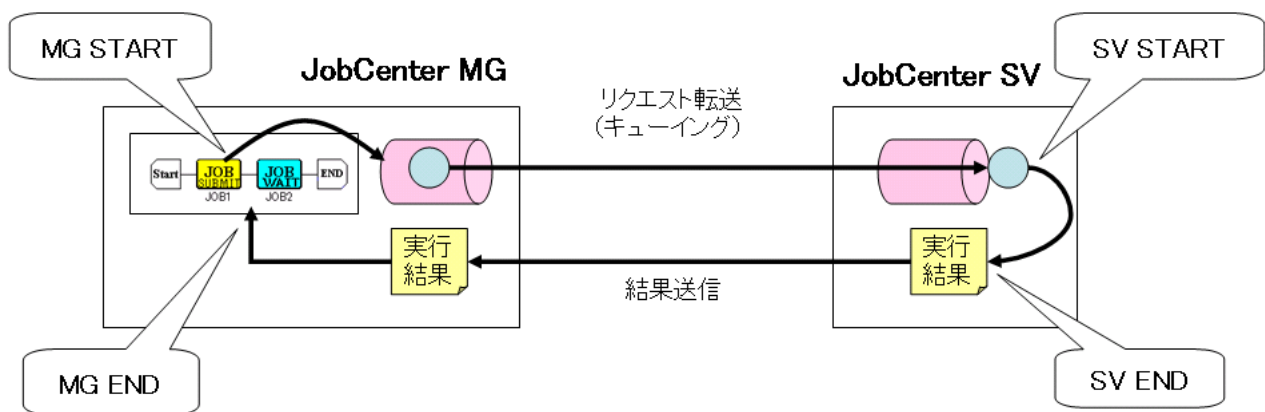 MG START
SV START
JobCenter MG
JobCenter SV
リクエスト転送
(キューイング)
Start
JOB
SUBMIT
JOB1
JOB
WAIT
JOB2
END
実行
結果
実行
結果
結果送信
MG END
SV END